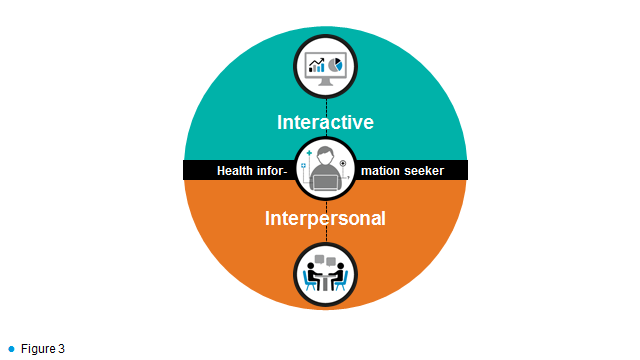 Interactive
Health infor- mation seeker
Interpersonal
Figure 3